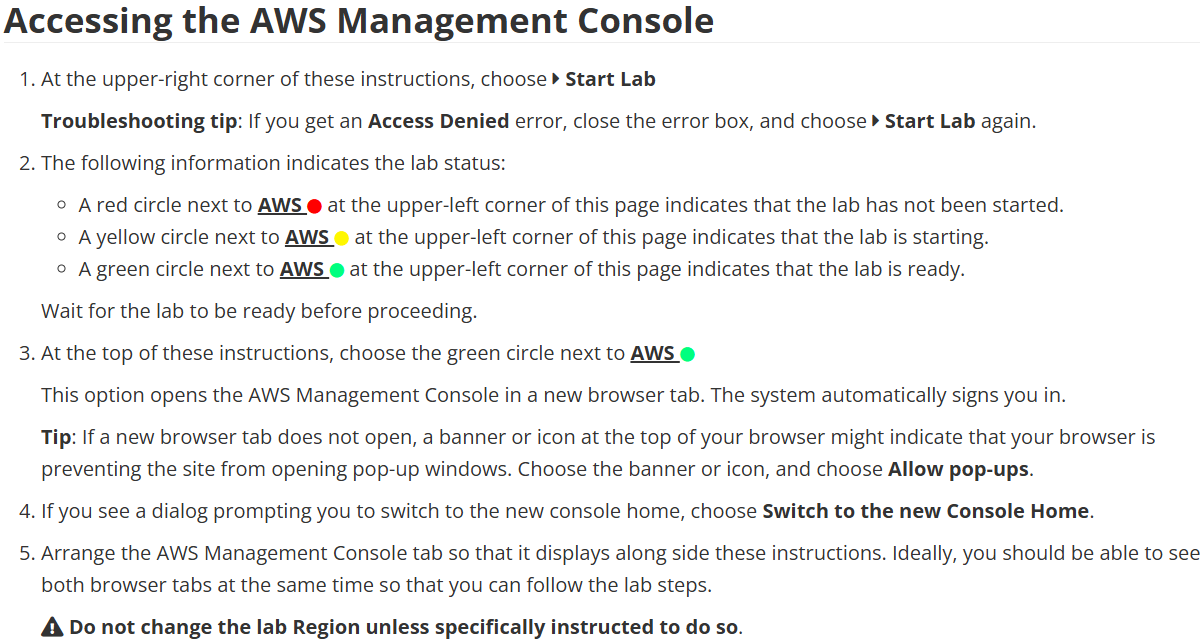 Accessing the AWS Management Console
1. At the upper-right corner of these instructions, choose ▸ Start Lab
Troubleshooting tip: If you get an Access Denied error, close the error box, and choose ▸ Start Lab again.
2. The following information indicates the lab status:
◦ A red circle next to AWS ● at the upper-left corner of this page indicates that the lab has not been started.
◦ A yellow circle next to AWS ● at the upper-left corner of this page indicates that the lab is starting.
◦ A green circle next to AWS ● at the upper-left corner of this page indicates that the lab is ready.
Wait for the lab to be ready before proceeding.
3. At the top of these instructions, choose the green circle next to AWS ●
This option opens the AWS Management Console in a new browser tab. The system automatically signs you in.
Tip: If a new browser tab does not open, a banner or icon at the top of your browser might indicate that your browser is
preventing the site from opening pop-up windows. Choose the banner or icon, and choose Allow pop-ups.
4. If you see a dialog prompting you to switch to the new console home, choose Switch to the new Console Home.
5. Arrange the AWS Management Console tab so that it displays along side these instructions. Ideally, you should be able to see
both browser tabs at the same time so that you can follow the lab steps.
⚠ Do not change the lab Region unless specifically instructed to do so.